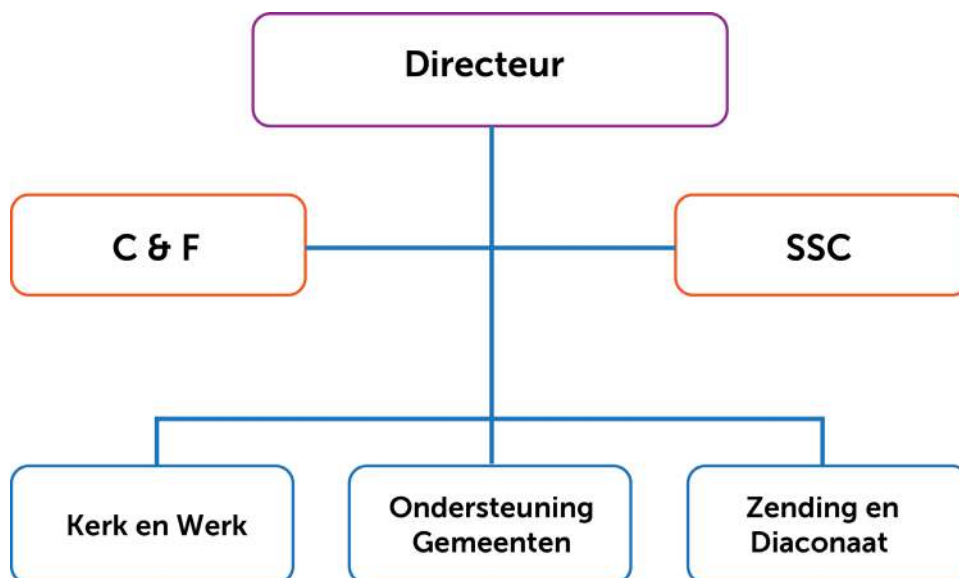 Directeur
C & F
SSC
Kerk en Werk
Ondersteuning
Gemeenten
Zending en
Diaconaat